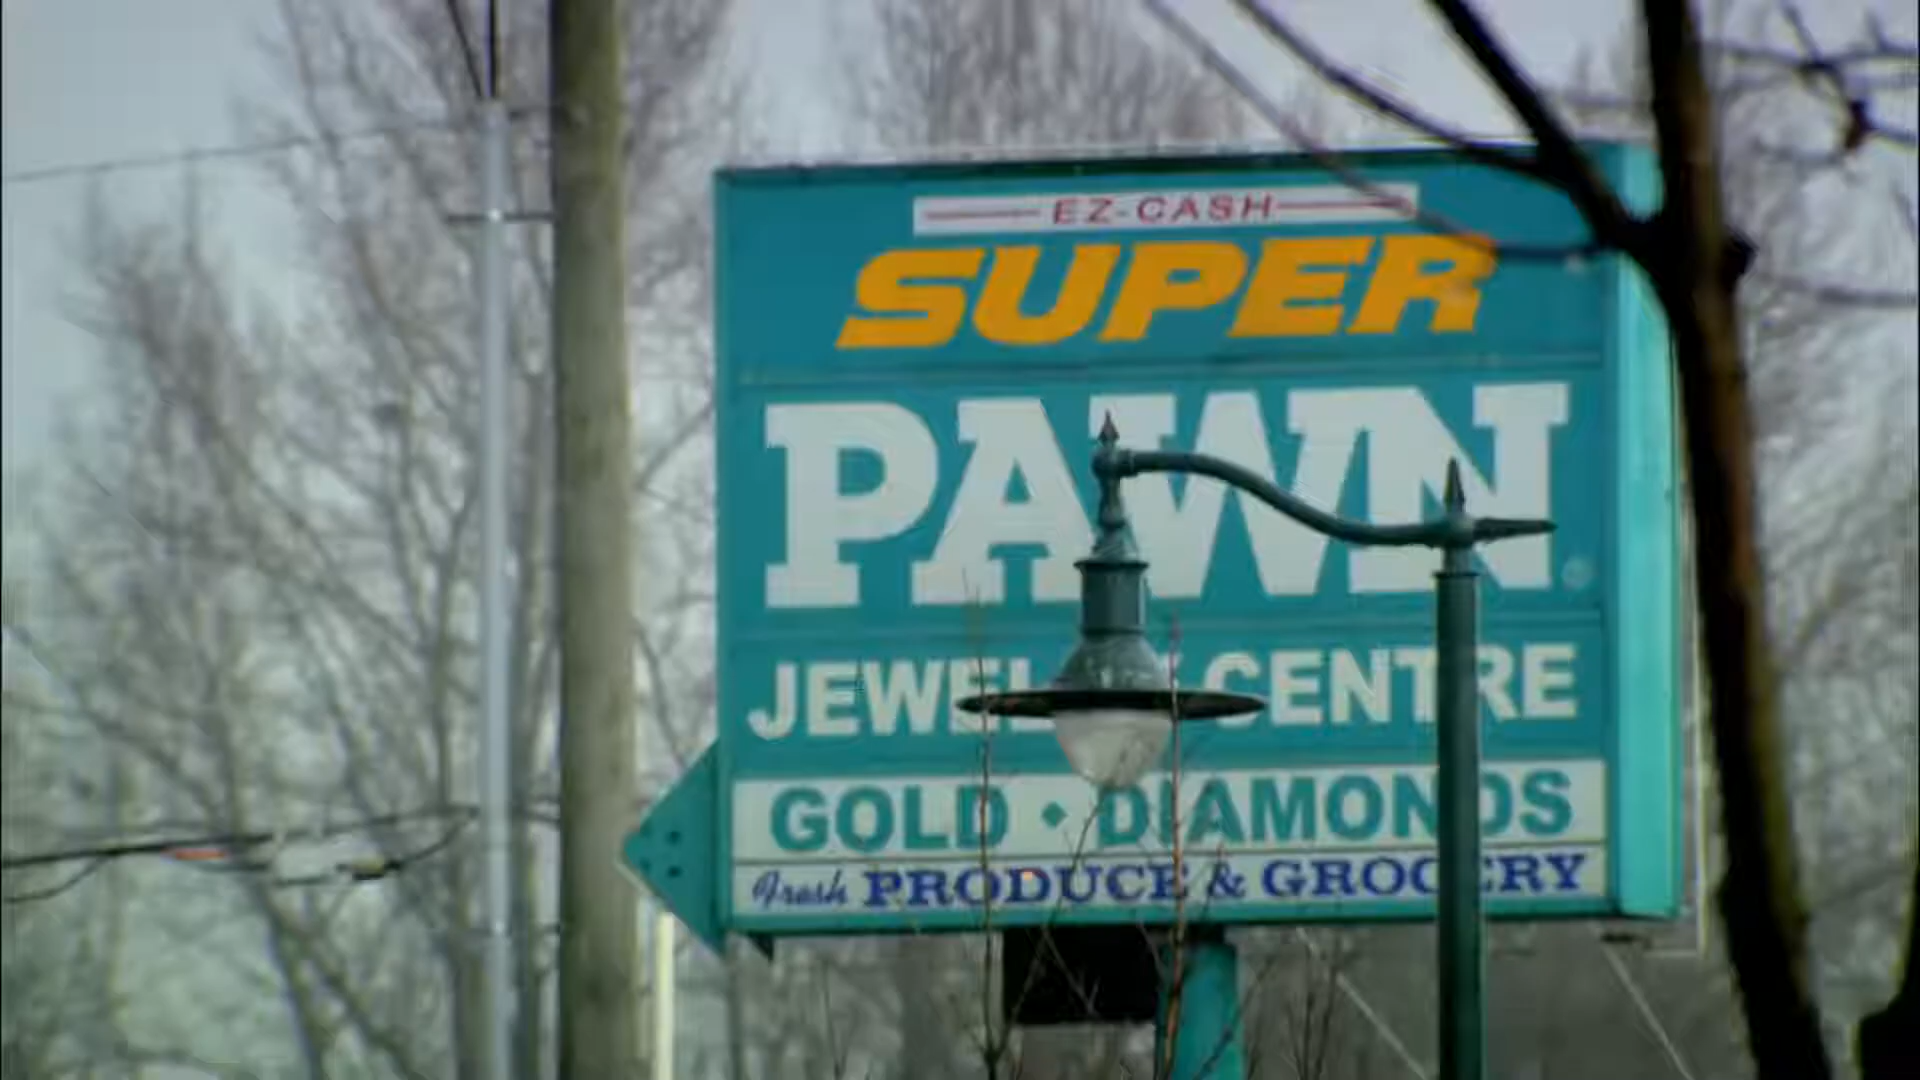 EZ-CASH
SUPER
PAWN
CENTRE
GOLD • DIAMONDS
Fresh PRODUCE & GROCERY